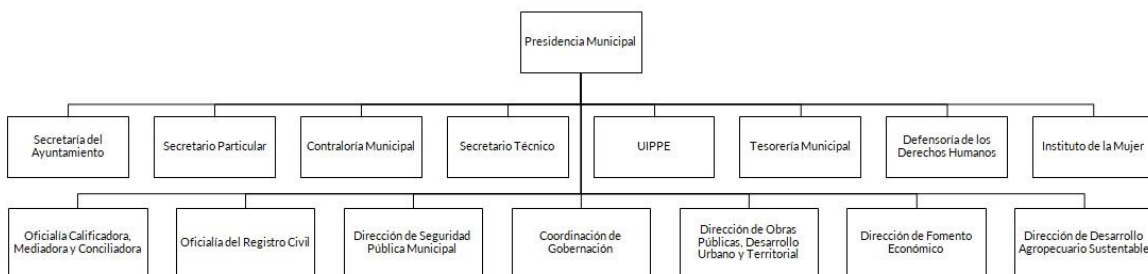 Presidencia Municipal
Secretaría del
Ayuntamiento
Secretario Particular
Contraloría Municipal
Secretario Técnico
UIPPE
Tesorería Municipal
Defensoría de los
Derechos Humanos
Instituto de la Mujer
Oficialía Calificadora,
Mediadora y Conciliadora
Oficialía del Registro Civil
Dirección de Seguridad
Pública Municipal
Coordinación de
Gobernación
Dirección de Obras
Públicas, Desarrollo
Urbano y Territorial
Dirección de Fomento
Económico
Dirección de Desarrollo
Agropecuario Sustentable